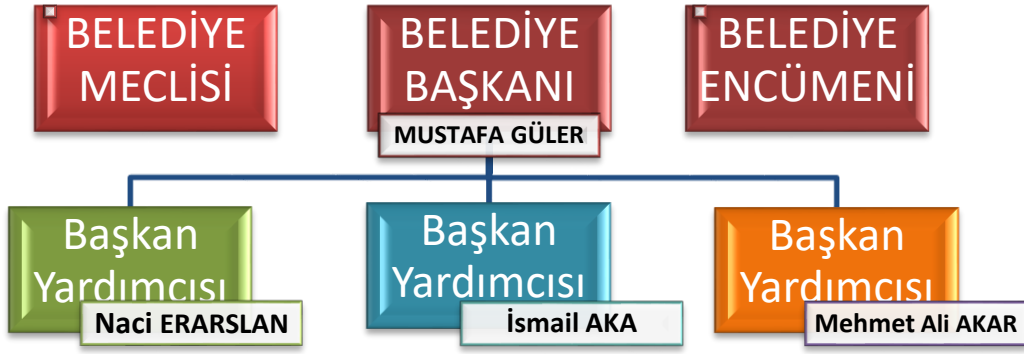 BELEDİYE
MECLİSİ
BELEDİYE
BAŞKANI
MUSTAFA GÜLER
BELEDİYE
ENCÜMENİ
Başkan
Yardımcısı
Naci ERARSLAN
Başkan
Yardımcısı
İsmail AKA
Başkan
Yardımcısı
Mehmet Ali AKAR